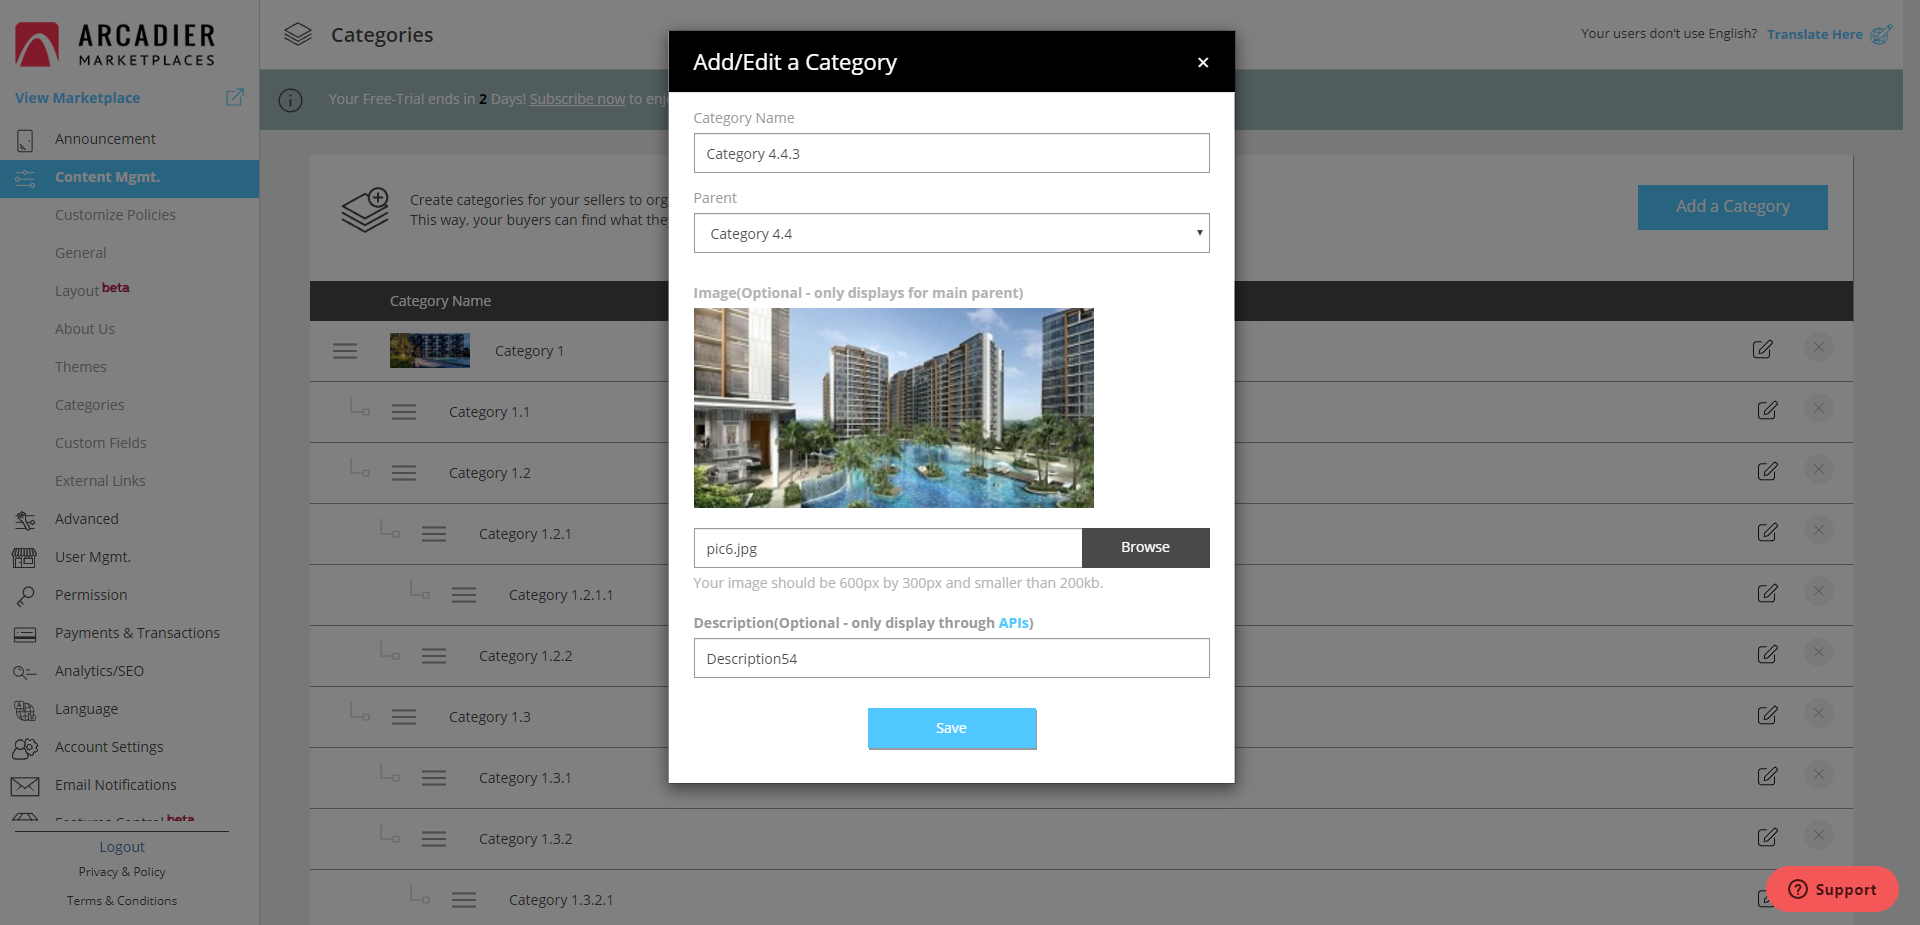 ARCADIER
MARKETPLACES
View Marketplace
Announcement
Content Mgmt.
Customize Policies
General
Layout beta
About Us
Themes
Categories
Custom Fields
External Links
Advanced
User Mgmt.
Permission
Payments & Transactions
Analytics/SEO
Language
Account Settings
Email Notifications
Features Control beta
Logout
Privacy & Policy
Terms & Conditions
Categories
Your users don't use English? Translate Here
Your Free-Trial ends in 2 Days! Subscribe now to enj
Create categories for your sellers to org
This way, your buyers can find what the
Add a Category
Category Name
Category 1
Category 1.1
Category 1.2
Category 1.2.1
Category 1.2.1.1
Category 1.2.2
Category 1.3
Category 1.3.1
Category 1.3.2
Category 1.3.2.1
Add/Edit a Category
Category Name
Category 4.4.3
Parent
Category 4.4
Image(Optional - only displays for main parent)
pic6.jpg
Browse
Your image should be 600px by 300px and smaller than 200kb.
Description(Optional - only display through APIs)
Description54
Save
Support